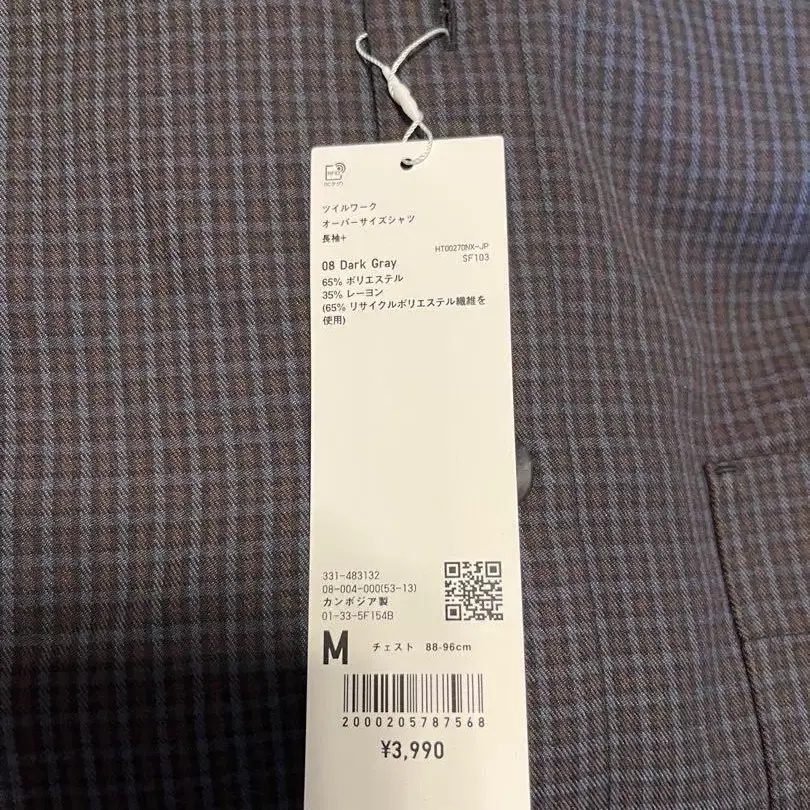 RFID
ツイルワーク
オーバーサイズシャツ
長袖+
HT00270NX-JP
08 Dark Gray
SF103
65% ポリエステル
35% レーヨン
(65% リサイクルポリエステル繊維を
使用)
331-483132
08-004-000(53-13)
カンボジア製
01-33-5F154B
M チェスト 88-96cm
2000205787568
¥3,990